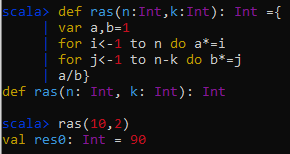 scala> def ras(n:Int,k:Int): Int ={
| var a,b=1
| for i<-1 to n do a*=i
| for j<-1 to n-k do b*=j
| a/b}
def ras(n: Int, k: Int): Int
scala> ras(10,2)
val res0: Int = 90